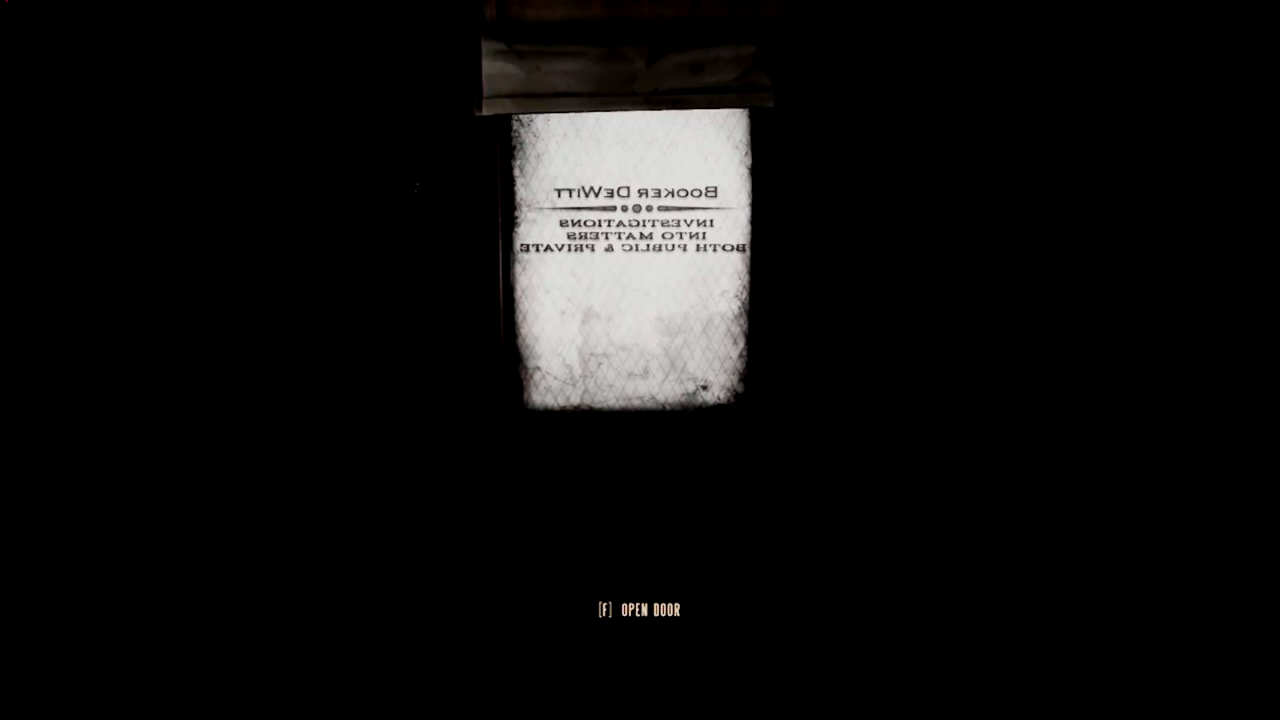 BOOKER DEWITT
INVESTIGATIONS
INTO MATTERS
BOTH PUBLIC & PRIVATE
[F] OPEN DOOR